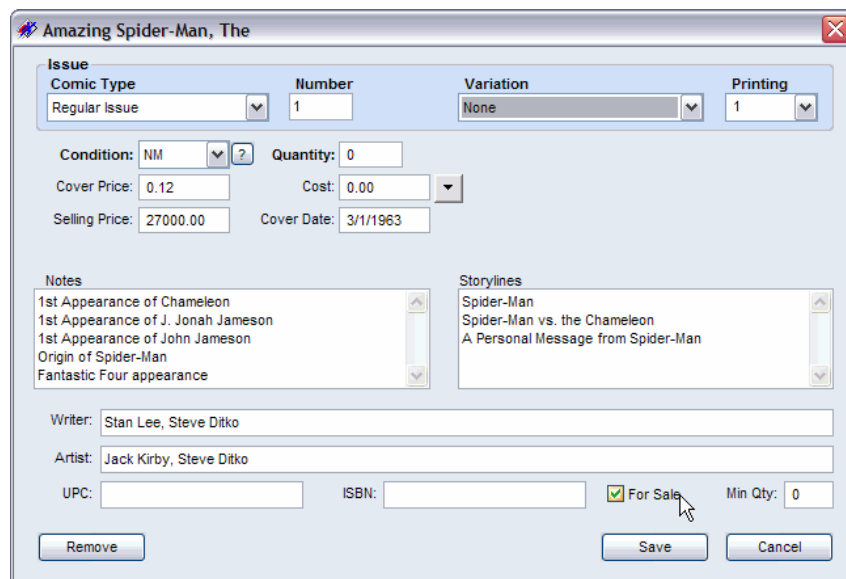 Amazing Spider-Man, The
Issue
Comic Type Number Variation Printing
Regular Issue 1 None 1
Condition: NM ? Quantity: 0
Cover Price: 0.12 Cost: 0.00
Selling Price: 27000.00 Cover Date: 3/1/1963
Notes Storylines
1st Appearance of Chameleon Spider-Man
1st Appearance of J. Jonah Jameson Spider-Man vs. the Chameleon
1st Appearance of John Jameson A Personal Message from Spider-Man
Origin of Spider-Man
Fantastic Four appearance
Writer: Stan Lee, Steve Ditko
Artist: Jack Kirby, Steve Ditko
UPC: ISBN: For Sale Min Qty: 0
Remove Save Cancel